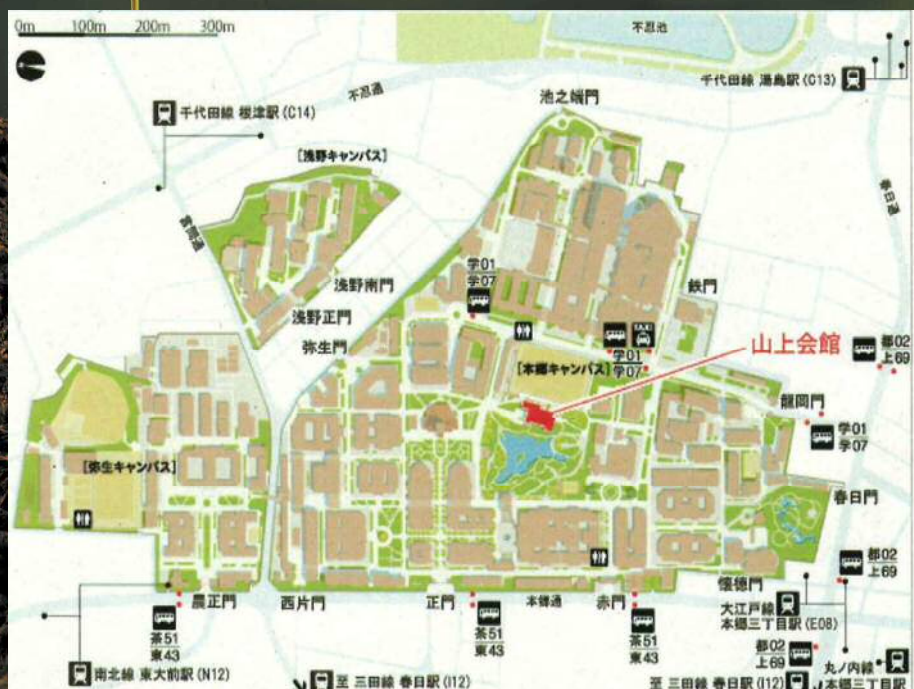 0m 100m 200m 300m
不忍池
千代田線 湯島駅 (C13)
不忍通
池之端門
千代田線 根津駅 (C14)
[浅野キャンパス]
春日通
言問通
学01
学07
浅野南門
鉄門
浅野正門
弥生門
TAXI
山上会館
都02
上69
[本郷キャンパス]
学01
学07
龍岡門
学01
学07
[弥生キャンパス]
春日門
都02
上69
懐徳門
農正門
西片門
正門
本郷通
赤門
大江戸線
本郷三丁目駅 (E08)
茶51
東43
茶51
東43
茶51
東43
都02
上69
丸ノ内線
本郷三丁目駅
南北線 東大前駅 (N12)
至 三田線 春日駅 (I12)
至 三田線 春日駅 (I12)